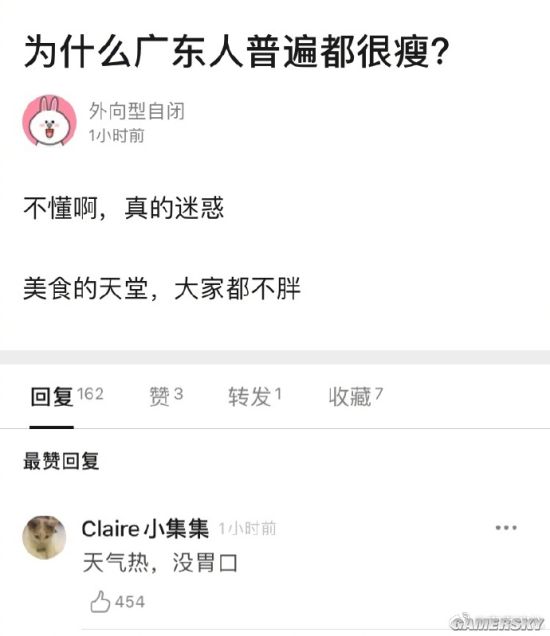 为什么广东人普遍都很瘦？
外向型自闭
1小时前
不懂啊，真的迷惑
美食的天堂，大家都不胖
回复 162 赞 3 转发 1 收藏 7
最赞回复
Claire小集集 1小时前
天气热，没胃口
454
GAMERSKY